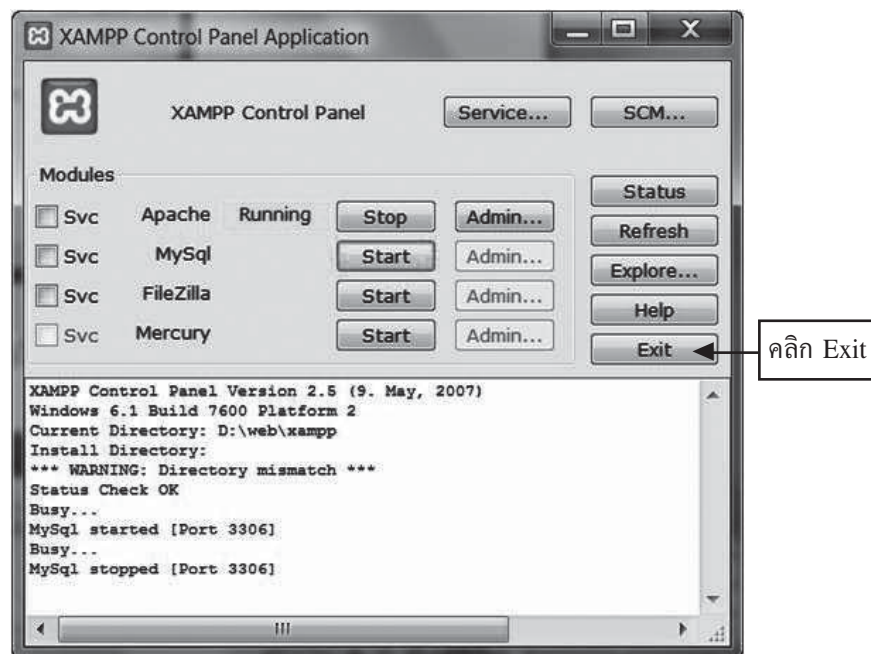 XAMPP Control Panel Application
XAMPP Control Panel Service... SCM...
Modules
Svc Apache Running Stop Admin...
Svc MySql Start Admin...
Svc FileZilla Start Admin...
Svc Mercury Start Admin...
Status
Refresh
Explore...
Help
Exit
คลิก Exit
XAMPP Control Panel Version 2.5 (9. May, 2007)
Windows 6.1 Build 7600 Platform 2
Current Directory: D:\web\xampp
Install Directory:
*** WARNING: Directory mismatch ***
Status Check OK
Busy...
MySql started [Port 3306]
Busy...
MySql stopped [Port 3306]